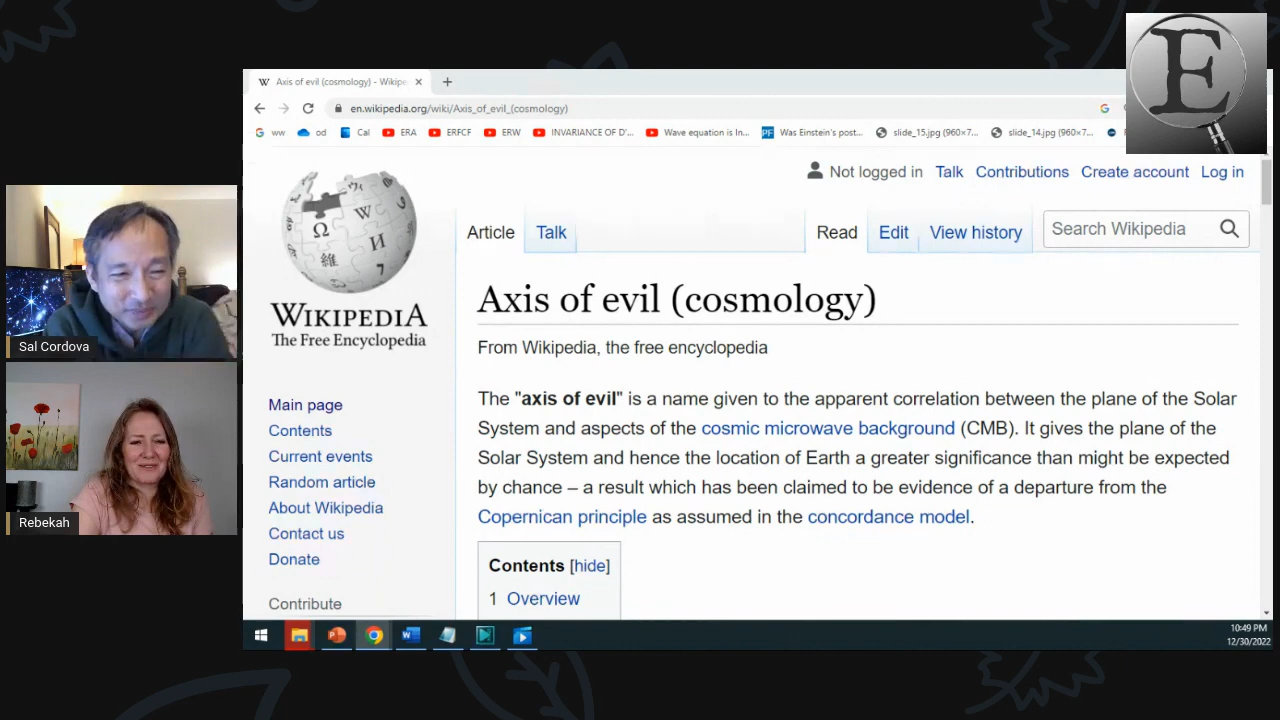 E
Axis of evil (cosmology) - Wikipe
en.wikipedia.org/wiki/Axis_of_evil_(cosmology)
ww od Cal ERA ERFCF ERW INVARIANCE OF D'... Wave equation is In... Was Einstein's post... slide_15.jpg (960×7... slide_14.jpg (960×7...
Not logged in Talk Contributions Create account Log in
Article Talk Read Edit View history Search Wikipedia
WIKIPEDIA
The Free Encyclopedia
Axis of evil (cosmology)
From Wikipedia, the free encyclopedia
The "axis of evil" is a name given to the apparent correlation between the plane of the Solar
System and aspects of the cosmic microwave background (CMB). It gives the plane of the
Solar System and hence the location of Earth a greater significance than might be expected
by chance – a result which has been claimed to be evidence of a departure from the
Copernican principle as assumed in the concordance model.
Contents [hide]
1 Overview
Main page
Contents
Current events
Random article
About Wikipedia
Contact us
Donate
Contribute
Sal Cordova
Rebekah
10:49 PM
12/30/2022